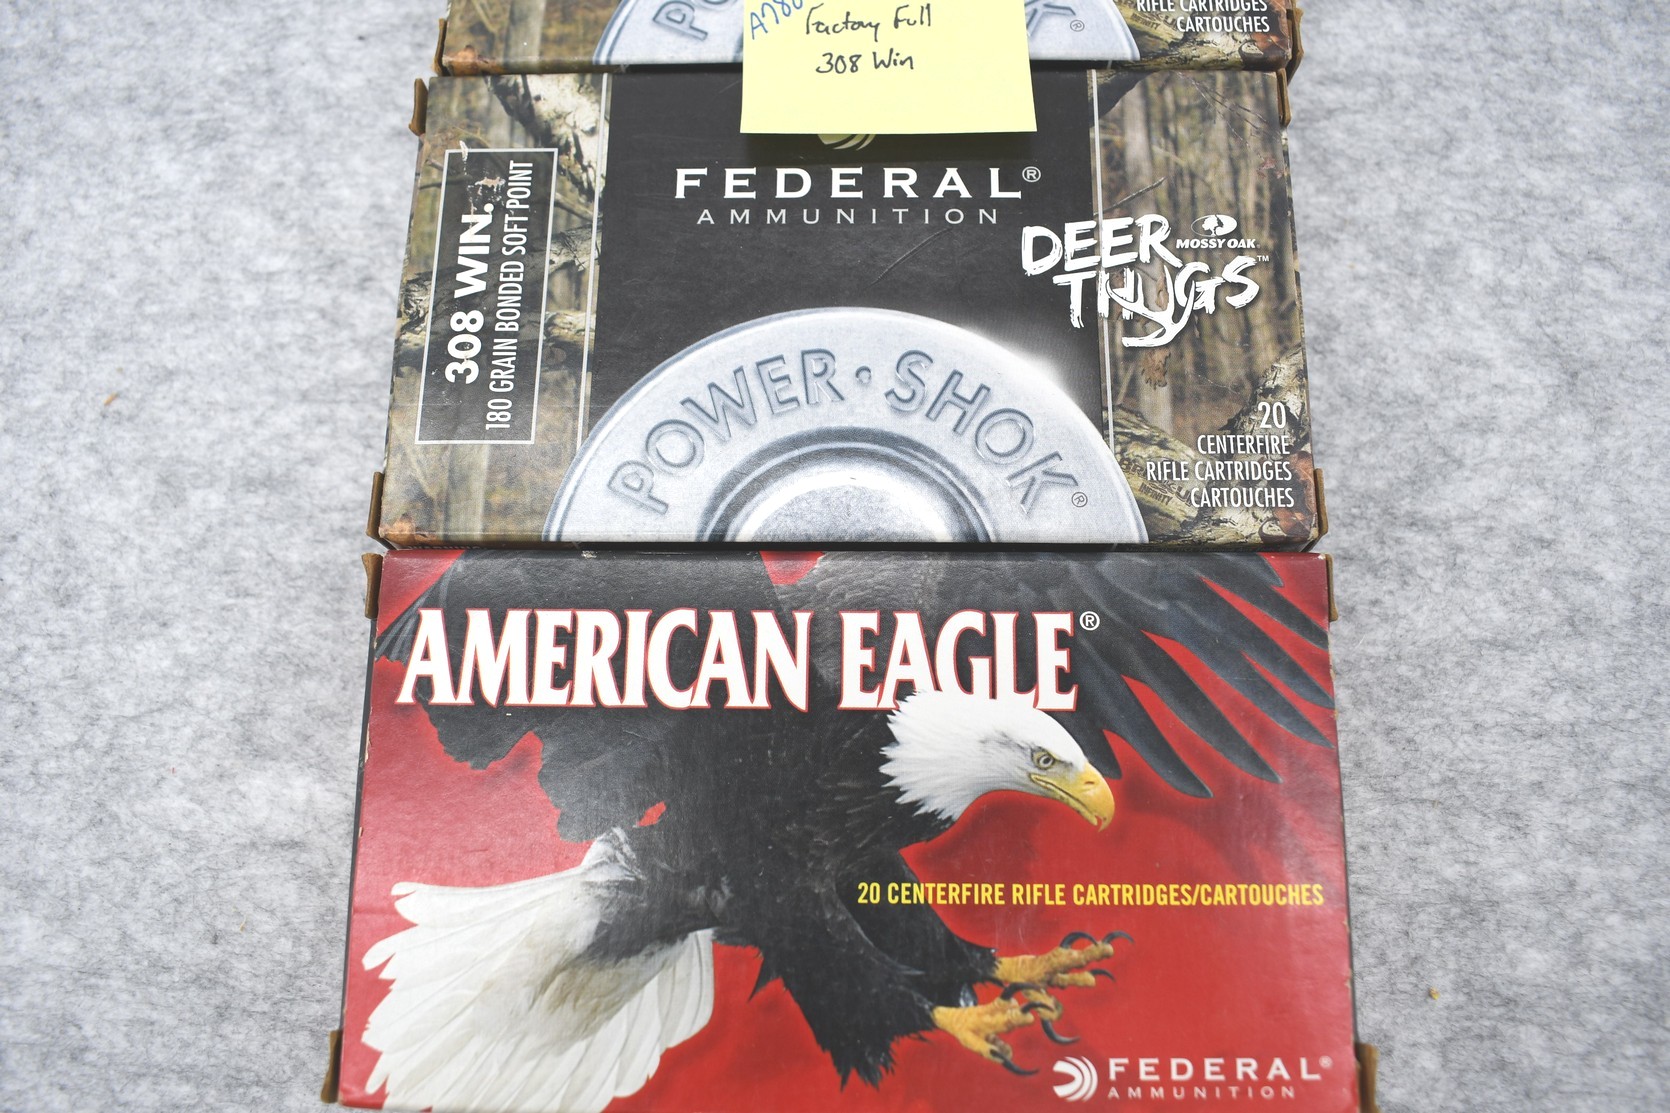 RIFLE CARTRIDGES
CARTOUCHES
Factory Full
308 Win
308 WIN.
180 GRAIN BONDED SOFT POINT
FEDERAL®
AMMUNITION
DEER
THUGS™
MOSSY OAK
POWER·SHOK®
20
CENTERFIRE
RIFLE CARTRIDGES
CARTOUCHES
AMERICAN EAGLE®
20 CENTERFIRE RIFLE CARTRIDGES/CARTOUCHES
FEDERAL®
AMMUNITION